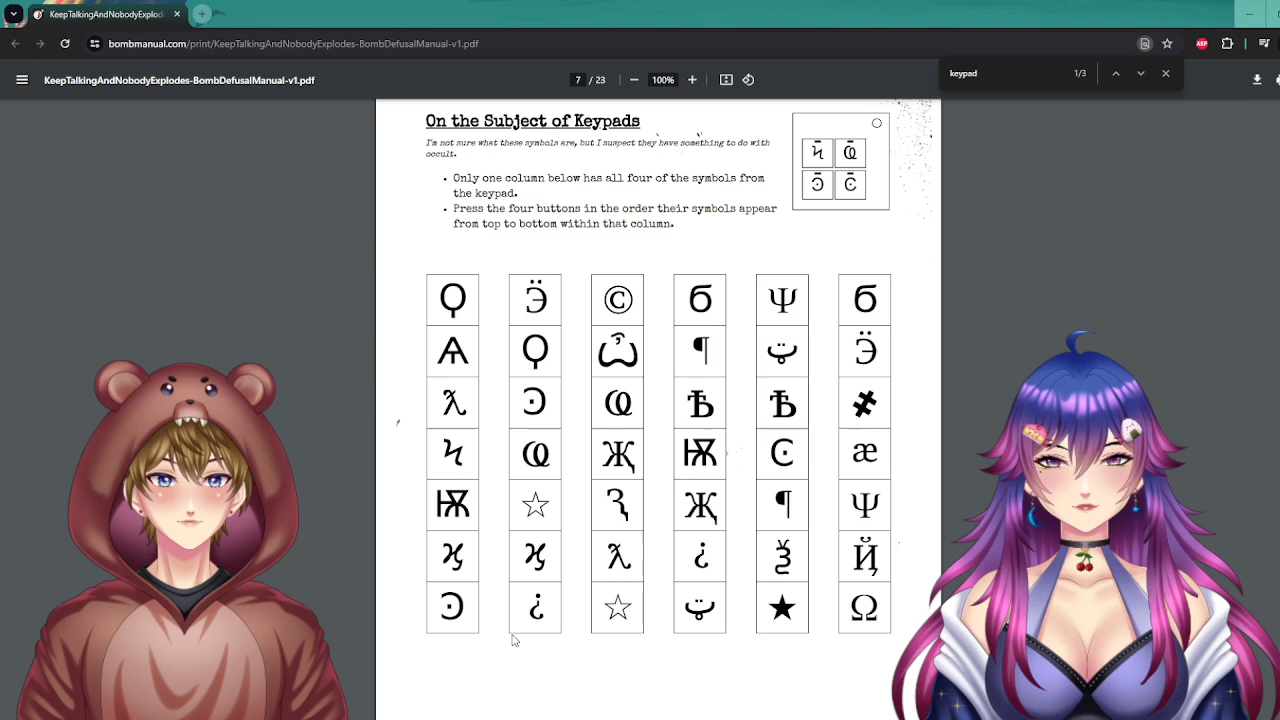 KeepTalkingAndNobodyExplode
bombmanual.com/print/KeepTalkingAndNobodyExplodes-BombDefusalManual-v1.pdf
ABP
KeepTalkingAndNobodyExplodes-BombDefusalManual-v1.pdf
7 / 23
100%
keypad
1/3
On the Subject of Keypads
I'm not sure what these symbols are, but I suspect they have something to do with
occult.
• Only one column below has all four of the symbols from
the keypad.
• Press the four buttons in the order their symbols appear
from top to bottom within that column.
Ϟ Ҩ
Ͽ Ͼ
Ϙ Ӭ © Ϭ Ψ Ϭ
Ѧ Ϙ Ѽ ¶ ټ Ӭ
ƛ Ͽ Ҩ Ѣ Ѣ ҂
Ϟ Ҩ Җ Ѭ Ͼ æ
Ѭ ☆ Ԇ Җ ¶ Ψ
ϗ ϗ ƛ ¿ Ѯ Ҋ
Ͽ ¿ ☆ ټ ★ Ω